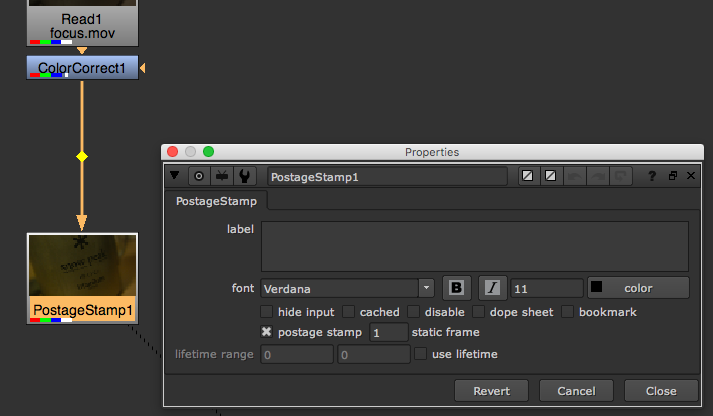 Read1
focus.mov
ColorCorrect1
Properties
PostageStamp1
PostageStamp
label
font Verdana B I 11 color
hide input cached disable dope sheet bookmark
postage stamp 1 static frame
lifetime range 0 0 use lifetime
Revert Cancel Close
PostageStamp1